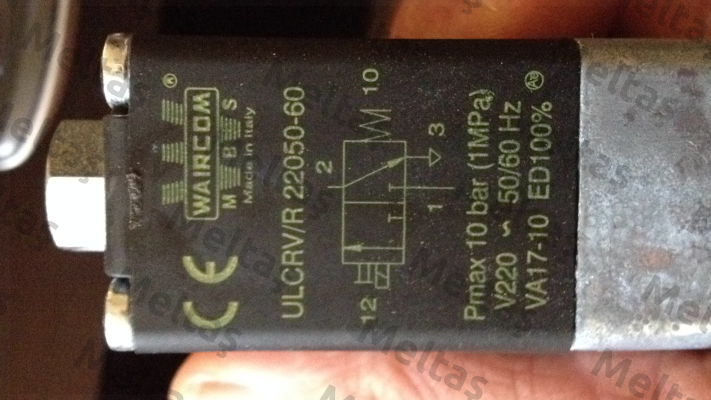 WAIRCOM
M B S
®
Made in Italy
CE
ULCRV/R 22050-60
2
10
12
1
3
Pmax 10 bar (1MPa)
V220 ~ 50/60 Hz
VA17-10 ED100%
Meltaş